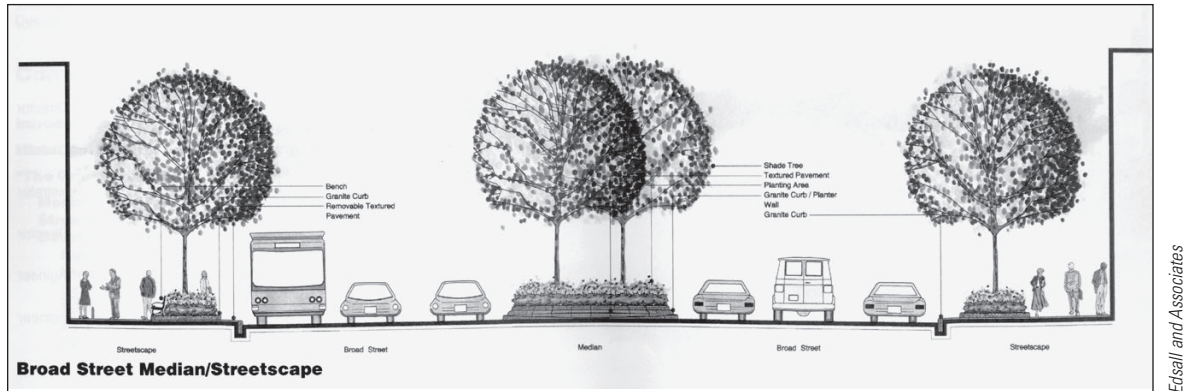 Bench
Granite Curb
Removable Textured
Pavement
Shade Tree
Textured Pavement
Planting Area
Granite Curb / Planter
Wall
Granite Curb
Streetscape
Broad Street
Median
Broad Street
Streetscape
Broad Street Median/Streetscape
Edsall and Associates